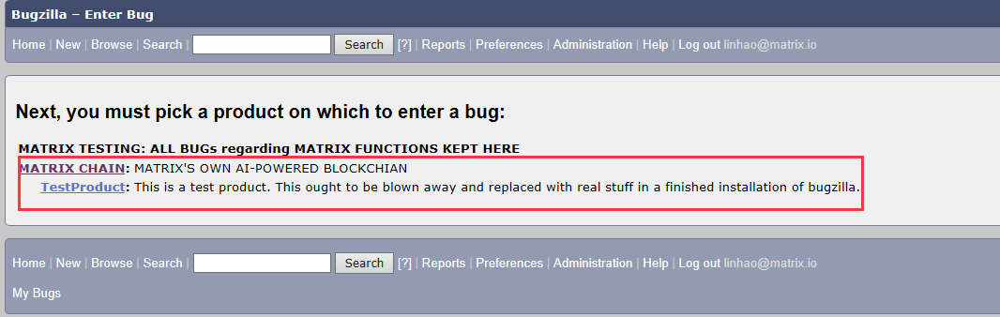 Bugzilla – Enter Bug
Home | New | Browse | Search | Search [?] | Reports | Preferences | Administration | Help | Log out linhao@matrix.io
Next, you must pick a product on which to enter a bug:
MATRIX TESTING: ALL BUGs regarding MATRIX FUNCTIONS KEPT HERE
MATRIX CHAIN: MATRIX'S OWN AI-POWERED BLOCKCHIAN
TestProduct: This is a test product. This ought to be blown away and replaced with real stuff in a finished installation of bugzilla.
Home | New | Browse | Search | Search [?] | Reports | Preferences | Administration | Help | Log out linhao@matrix.io
My Bugs